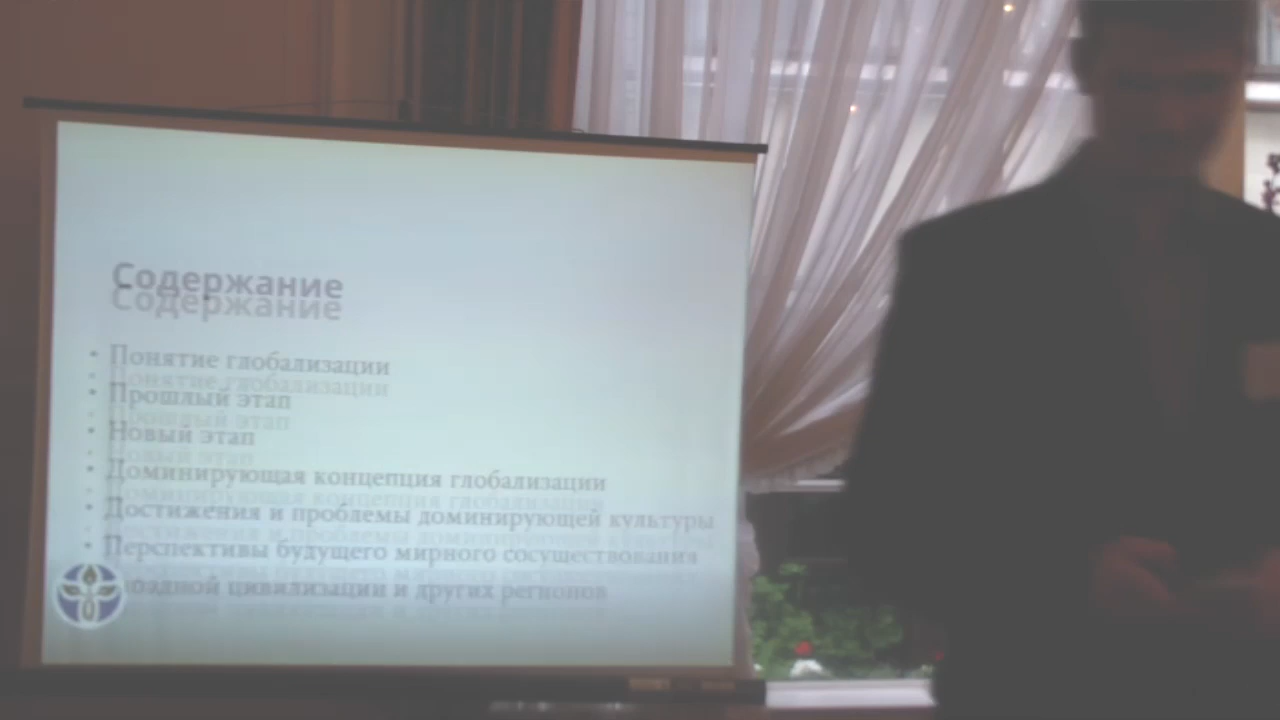 Содержание
• Понятие глобализации
• Прошлый этап
• Новый этап
• Доминирующая концепция глобализации
• Достижения и проблемы доминирующей культуры
• Перспективы будущего мирного сосуществования
западной цивилизации и других регионов